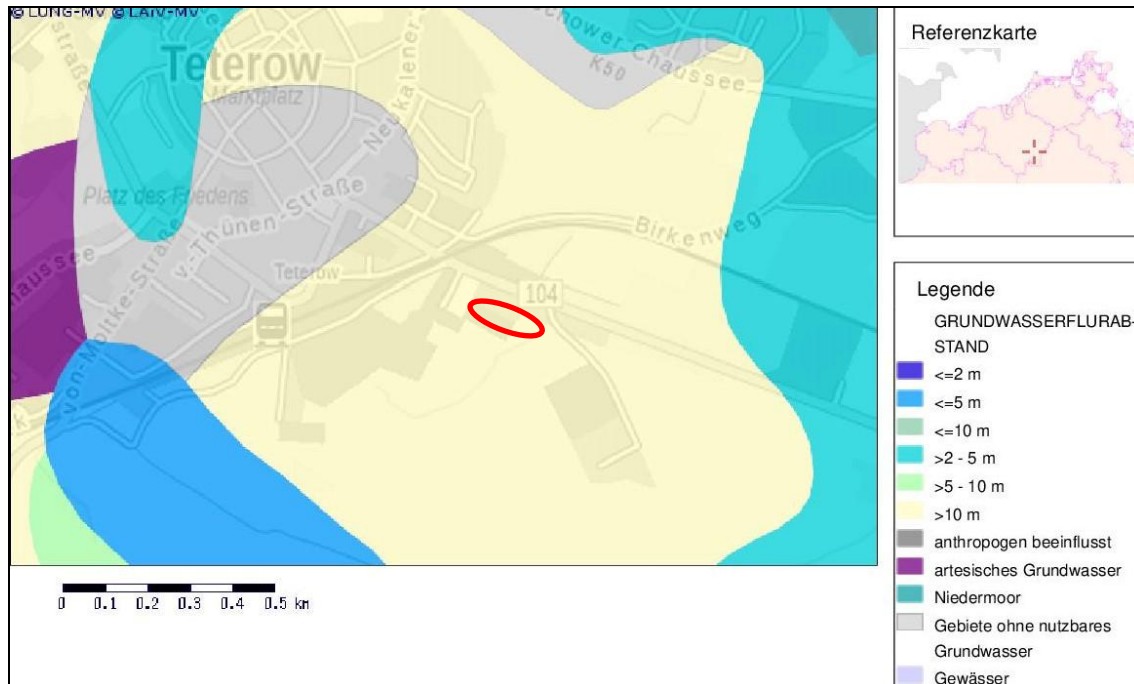 © LUNG-MV © LAiV-MV
Teterow
Marktplatz
Neukalener-
K50
Platz des Friedens
v.-Thünen-Straße
von-Moltke-Straße
Teterow
Birkenweg
104
0 0.1 0.2 0.3 0.4 0.5 km
Referenzkarte
Legende
GRUNDWASSERFLURAB-
STAND
<=2 m
<=5 m
<=10 m
>2 - 5 m
>5 - 10 m
>10 m
anthropogen beeinflusst
artesisches Grundwasser
Niedermoor
Gebiete ohne nutzbares
Grundwasser
Gewässer